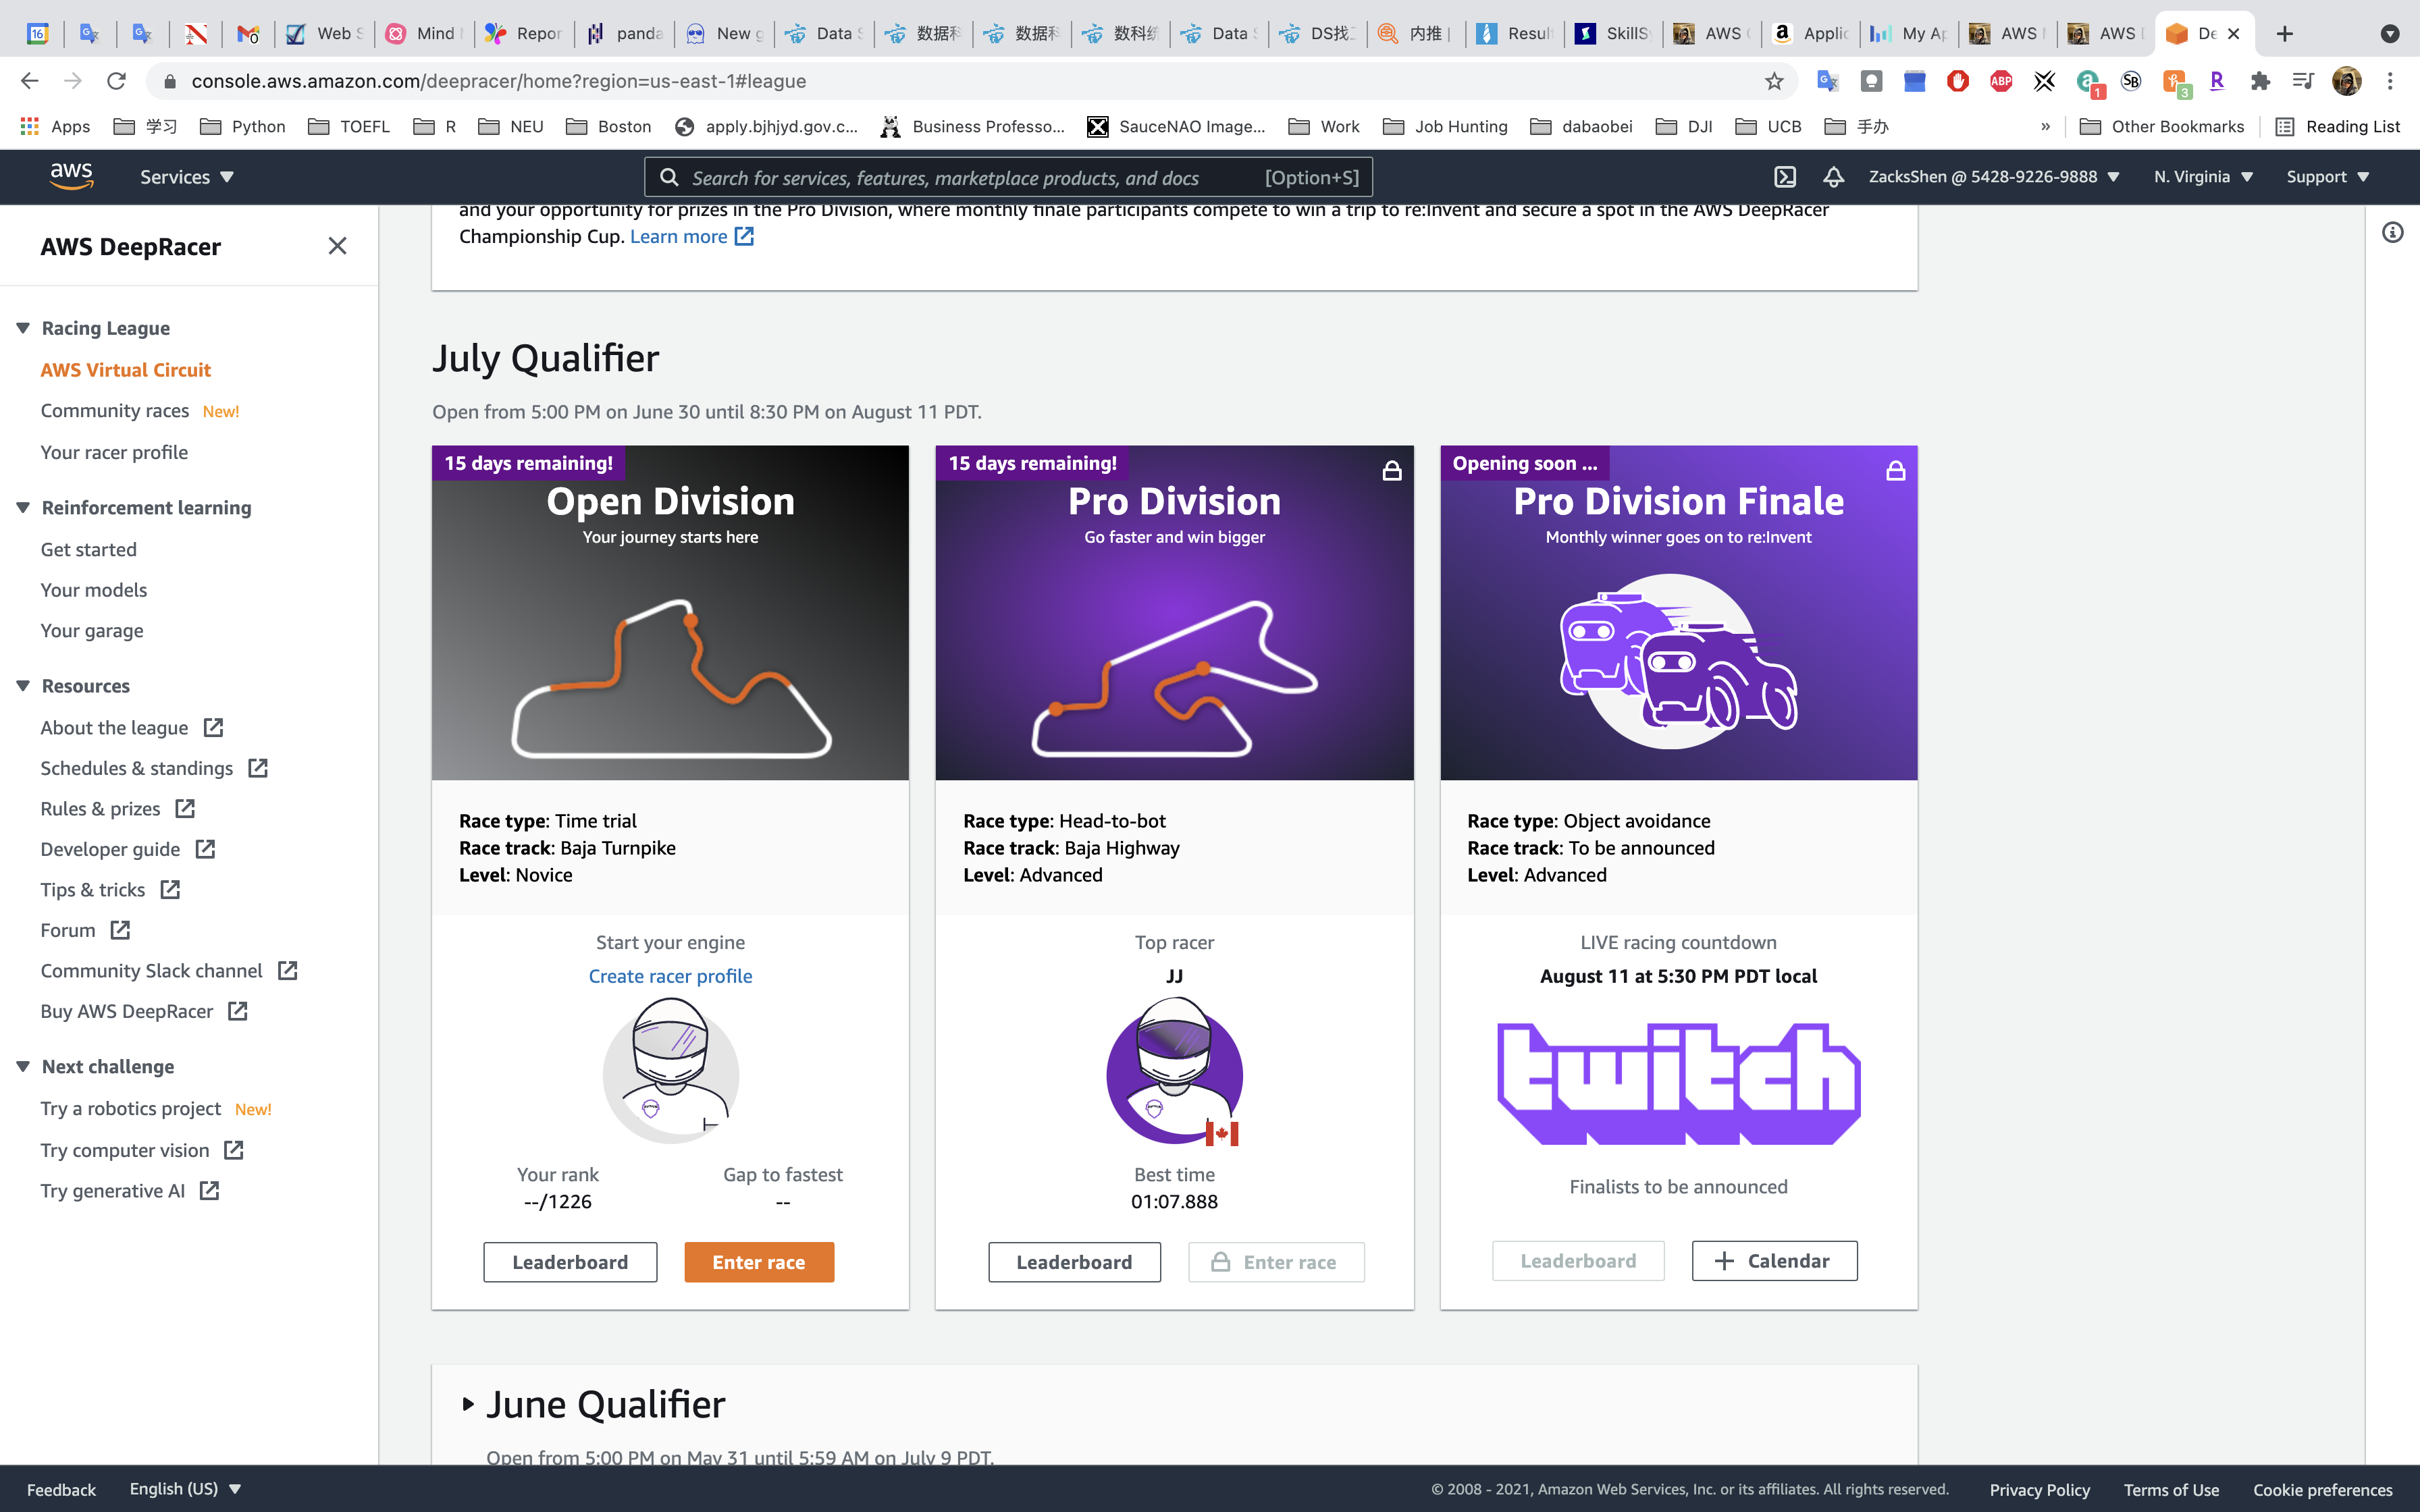 16
0
Web S
Mind M
Repor
panda
New g
Data S
数据科
数据科
数科纷
Data S
DS找工
内推 |
Resul
SkillS
AWS
Applic
My Ap
AWS
AWS
De
console.aws.amazon.com/deepracer/home?region=us-east-1#league
ABP
1
SB
3
R
Apps
学习
Python
TOEFL
R
NEU
Boston
apply.bjhjyd.gov.c...
Business Professo...
SauceNAO Image...
Work
Job Hunting
dabaobei
DJI
UCB
手办
»
Other Bookmarks
Reading List
aws
Services
Search for services, features, marketplace products, and docs
[Option+S]
ZacksShen @ 5428-9226-9888
N. Virginia
Support
AWS DeepRacer
Racing League
AWS Virtual Circuit
Community races New!
Your racer profile
Reinforcement learning
Get started
Your models
Your garage
Resources
About the league
Schedules & standings
Rules & prizes
Developer guide
Tips & tricks
Forum
Community Slack channel
Buy AWS DeepRacer
Next challenge
Try a robotics project New!
Try computer vision
Try generative AI
and your opportunity for prizes in the Pro Division, where monthly finale participants compete to win a trip to re:Invent and secure a spot in the AWS DeepRacer
Championship Cup. Learn more
July Qualifier
Open from 5:00 PM on June 30 until 8:30 PM on August 11 PDT.
15 days remaining!
Open Division
Your journey starts here
Race type: Time trial
Race track: Baja Turnpike
Level: Novice
Start your engine
Create racer profile
Your rank
--/1226
Gap to fastest
--
Leaderboard
Enter race
15 days remaining!
Pro Division
Go faster and win bigger
Race type: Head-to-bot
Race track: Baja Highway
Level: Advanced
Top racer
JJ
Best time
01:07.888
Leaderboard
Enter race
Opening soon ...
Pro Division Finale
Monthly winner goes on to re:Invent
Race type: Object avoidance
Race track: To be announced
Level: Advanced
LIVE racing countdown
August 11 at 5:30 PM PDT local
twitch
Finalists to be announced
Leaderboard
Calendar
June Qualifier
Open from 5:00 PM on May 31 until 5:59 AM on July 9 PDT.
Feedback
English (US)
© 2008 - 2021, Amazon Web Services, Inc. or its affiliates. All rights reserved.
Privacy Policy
Terms of Use
Cookie preferences